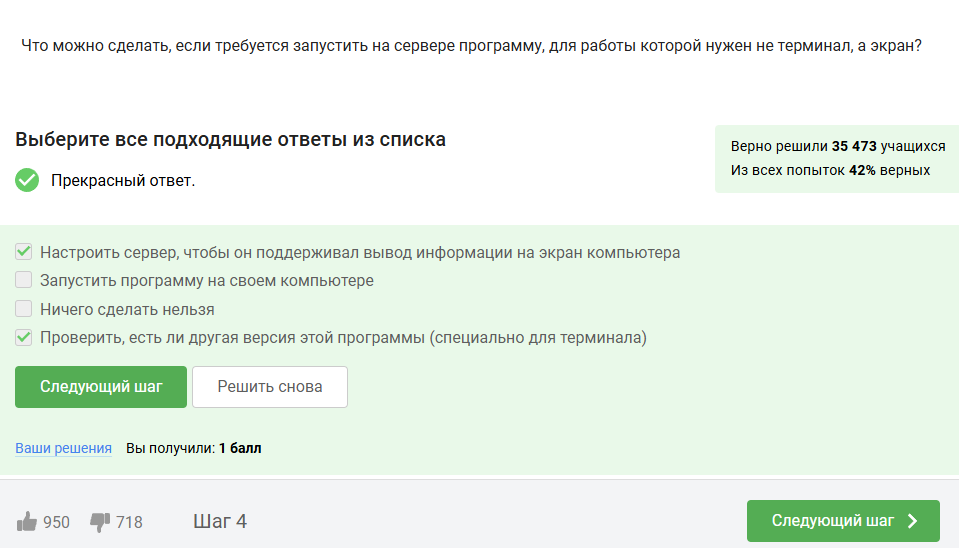 Что можно сделать, если требуется запустить на сервере программу, для работы которой нужен не терминал, а экран?
Выберите все подходящие ответы из списка
Прекрасный ответ.
Верно решили 35 473 учащихся
Из всех попыток 42% верных
Настроить сервер, чтобы он поддерживал вывод информации на экран компьютера
Запустить программу на своем компьютере
Ничего сделать нельзя
Проверить, есть ли другая версия этой программы (специально для терминала)
Следующий шаг
Решить снова
Ваши решения Вы получили: 1 балл
950 718 Шаг 4 Следующий шаг